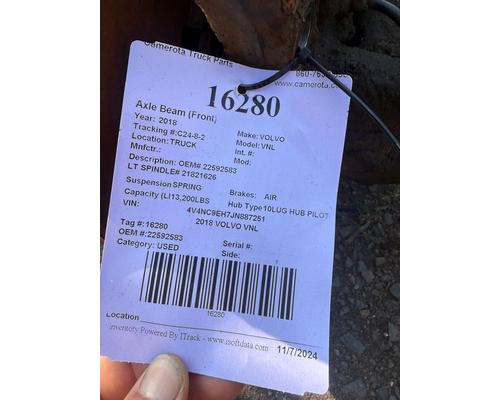 Camerota Truck Parts
www.camerota.c
16280
Axle Beam (Front)
Year: 2018 Make: VOLVO
Tracking #:C24-8-2 Model: VNL
Location:TRUCK Int. #:
Mnfctr.: Mod:
Description: OEM# 22592583
LT SPINDLE# 21821626
Suspension SPRING Brakes: AIR
Capacity (LI13,200LBS Hub Type 10LUG HUB PILOT
VIN: 4V4NC9EH7JN887251
2018 VOLVO VNL
Tag #:16280
OEM #:22592583 Serial #:
Category: USED Side:
16280
Location
Inventory Powered By ITrack - www.isoftdata.com 11/7/2024